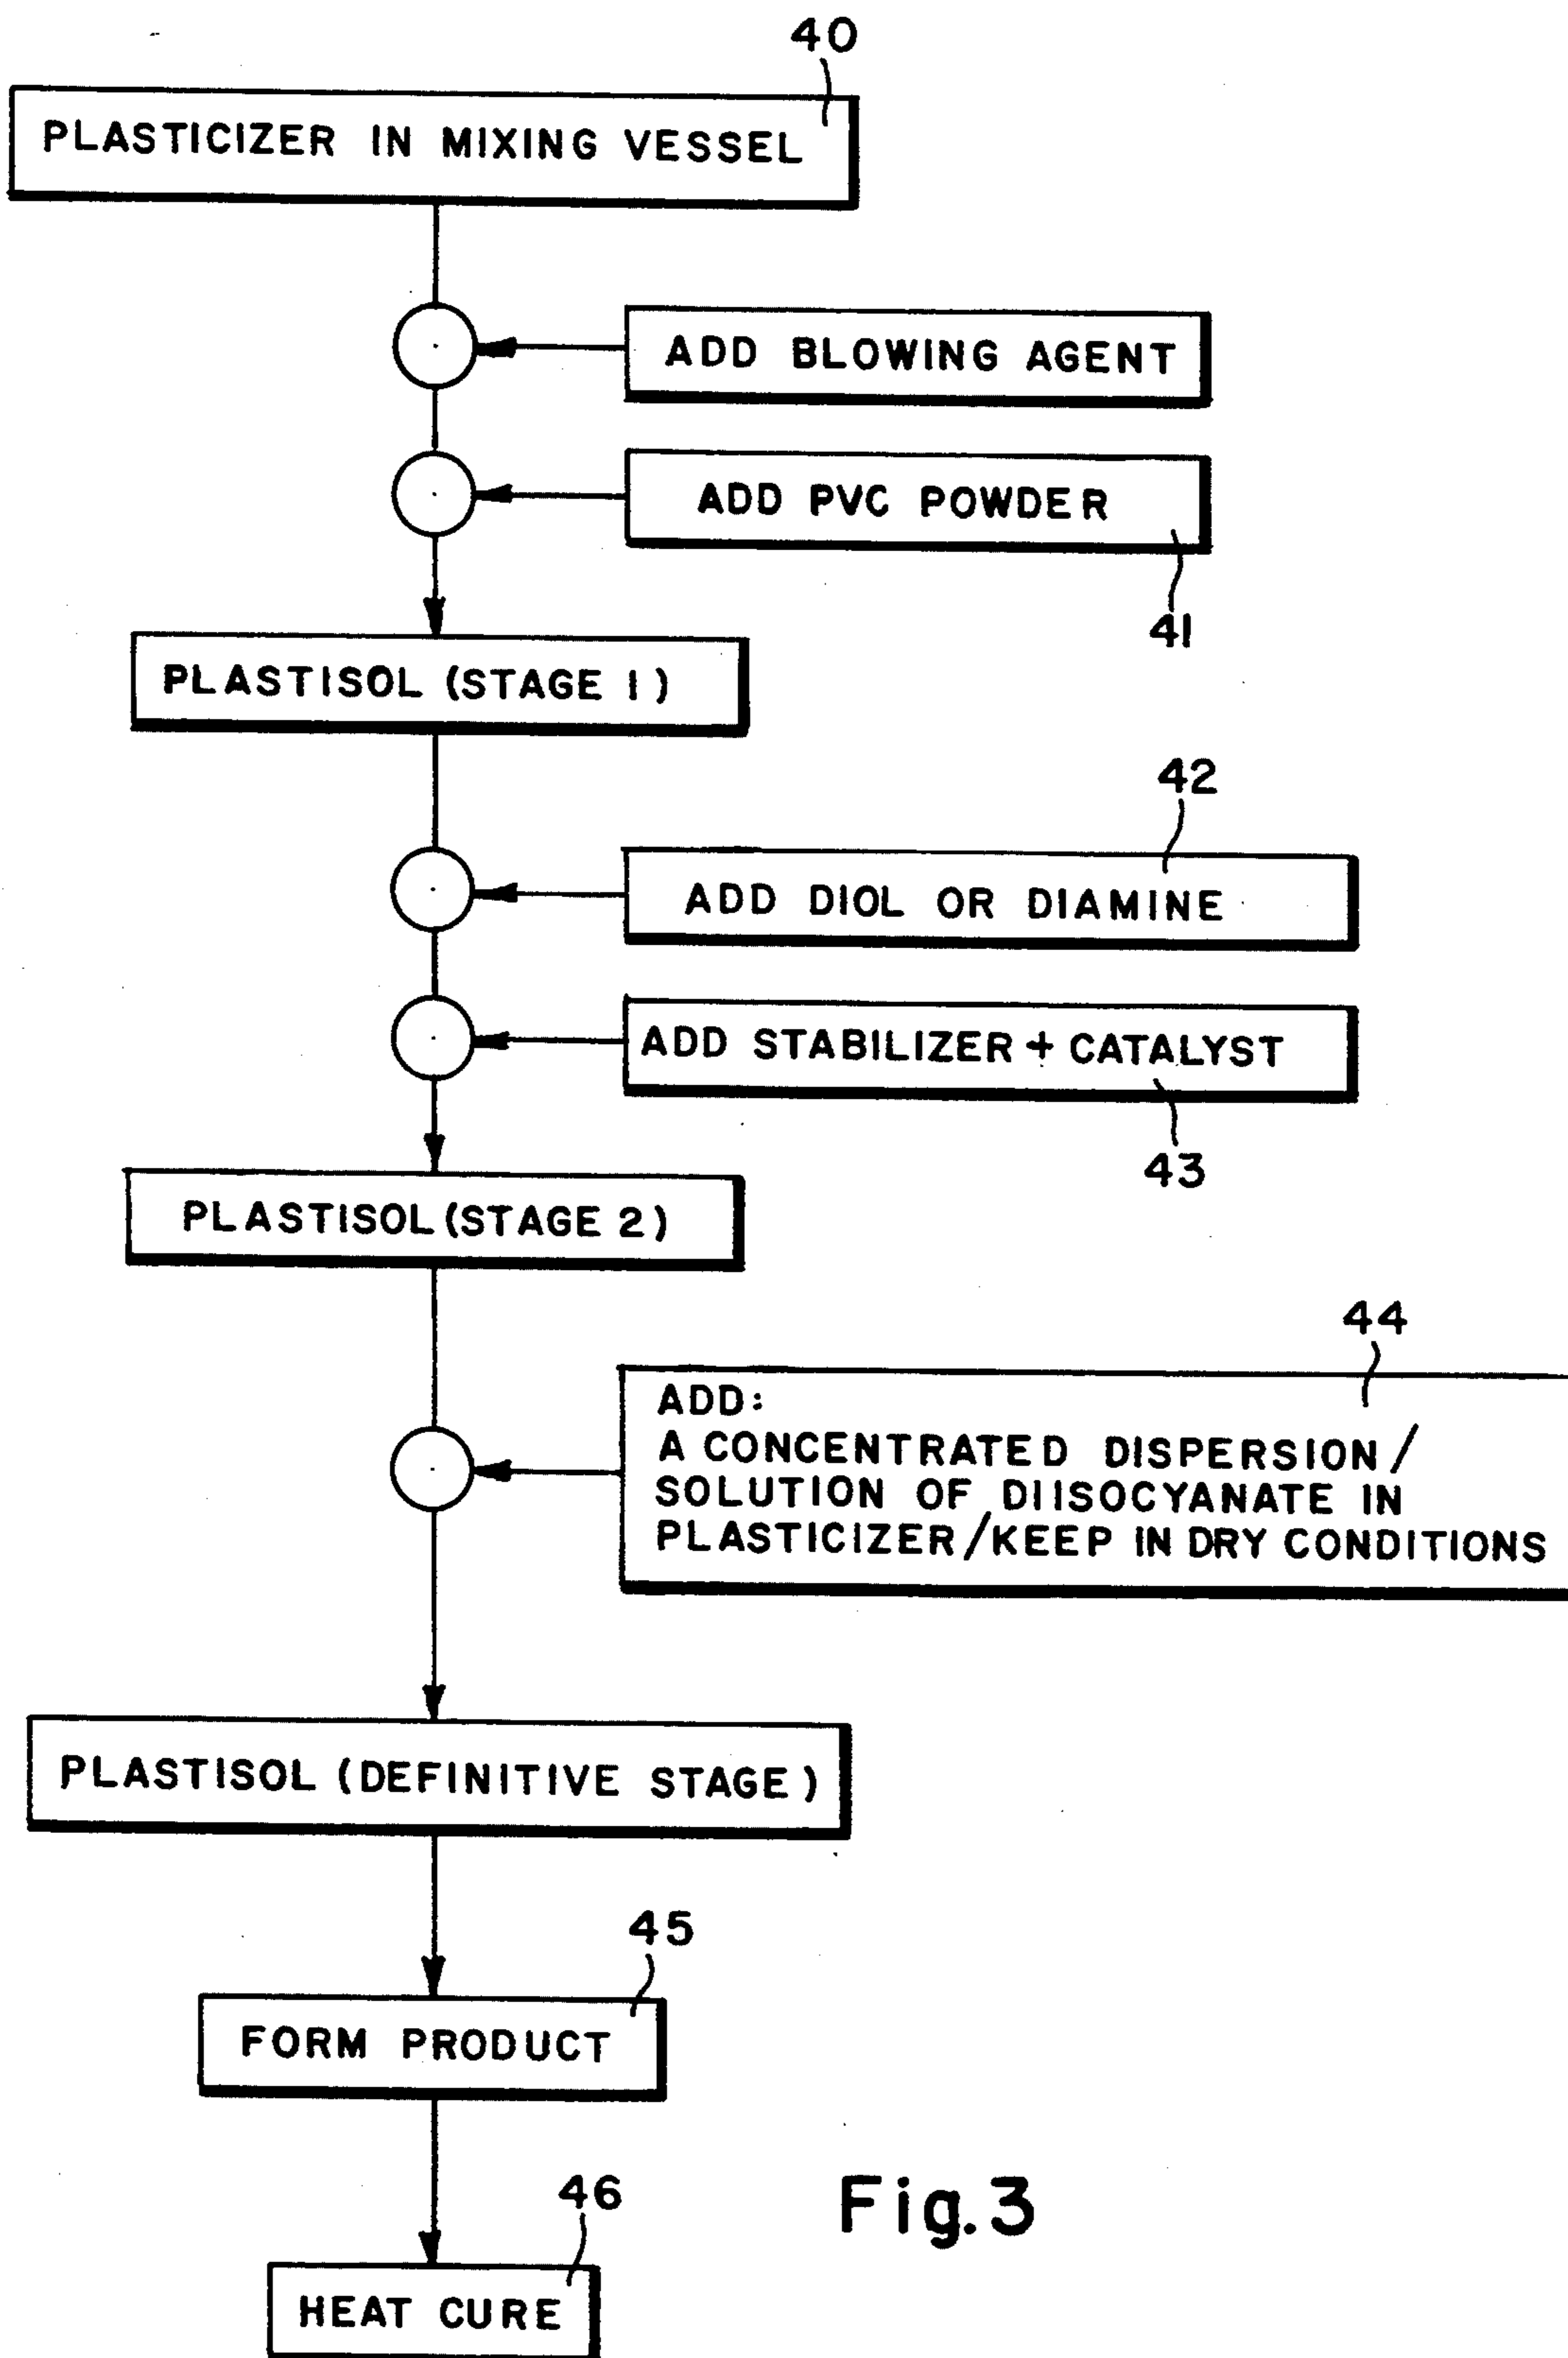 40
PLASTICIZER IN MIXING VESSEL
ADD BLOWING AGENT
ADD PVC POWDER
41
PLASTISOL (STAGE 1)
42
ADD DIOL OR DIAMINE
ADD STABILIZER + CATALYST
43
PLASTISOL (STAGE 2)
44
ADD:
A CONCENTRATED DISPERSION/
SOLUTION OF DIISOCYANATE IN
PLASTICIZER/KEEP IN DRY CONDITIONS
PLASTISOL (DEFINITIVE STAGE)
45
FORM PRODUCT
46
HEAT CURE
Fig. 3